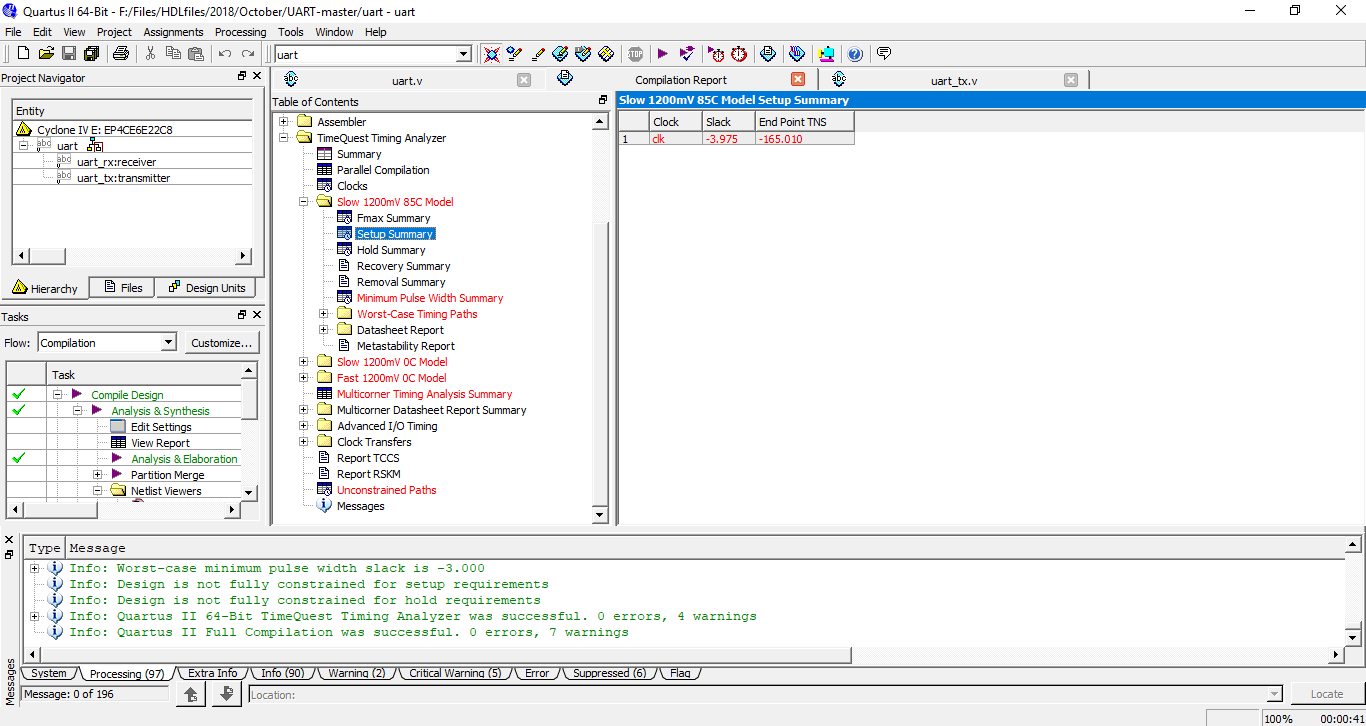 Quartus II 64-Bit - F:/Files/HDLfiles/2018/October/UART-master/uart - uart
File Edit View Project Assignments Processing Tools Window Help
uart
STOP
Project Navigator
Entity
Cyclone IV E: EP4CE6E22C8
uart
uart_rx:receiver
uart_tx:transmitter
Hierarchy Files Design Units
Tasks
Flow: Compilation Customize...
Task
Compile Design
Analysis & Synthesis
Edit Settings
View Report
Analysis & Elaboration
Partition Merge
Netlist Viewers
uart.v Compilation Report uart_tx.v
Table of Contents
Assembler
TimeQuest Timing Analyzer
Summary
Parallel Compilation
Clocks
Slow 1200mV 85C Model
Fmax Summary
Setup Summary
Hold Summary
Recovery Summary
Removal Summary
Minimum Pulse Width Summary
Worst-Case Timing Paths
Datasheet Report
Metastability Report
Slow 1200mV 0C Model
Fast 1200mV 0C Model
Multicorner Timing Analysis Summary
Multicorner Datasheet Report Summary
Advanced I/O Timing
Clock Transfers
Report TCCS
Report RSKM
Unconstrained Paths
Messages
Slow 1200mV 85C Model Setup Summary
Clock Slack End Point TNS
1 clk -3.975 -165.010
Type Message
Info: Worst-case minimum pulse width slack is -3.000
Info: Design is not fully constrained for setup requirements
Info: Design is not fully constrained for hold requirements
Info: Quartus II 64-Bit TimeQuest Timing Analyzer was successful. 0 errors, 4 warnings
Info: Quartus II Full Compilation was successful. 0 errors, 7 warnings
System Processing (97) Extra Info Info (90) Warning (2) Critical Warning (5) Error Suppressed (6) Flag
Messages
Message: 0 of 196 Location: Locate
100% 00:00:41